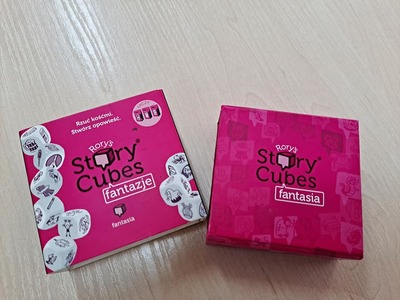 Rzuć kośćmi.
Stwórz opowieść.
Rory's
Story
Cubes
fantazje
fantasia
Rory's
Story
Cubes
fantasia